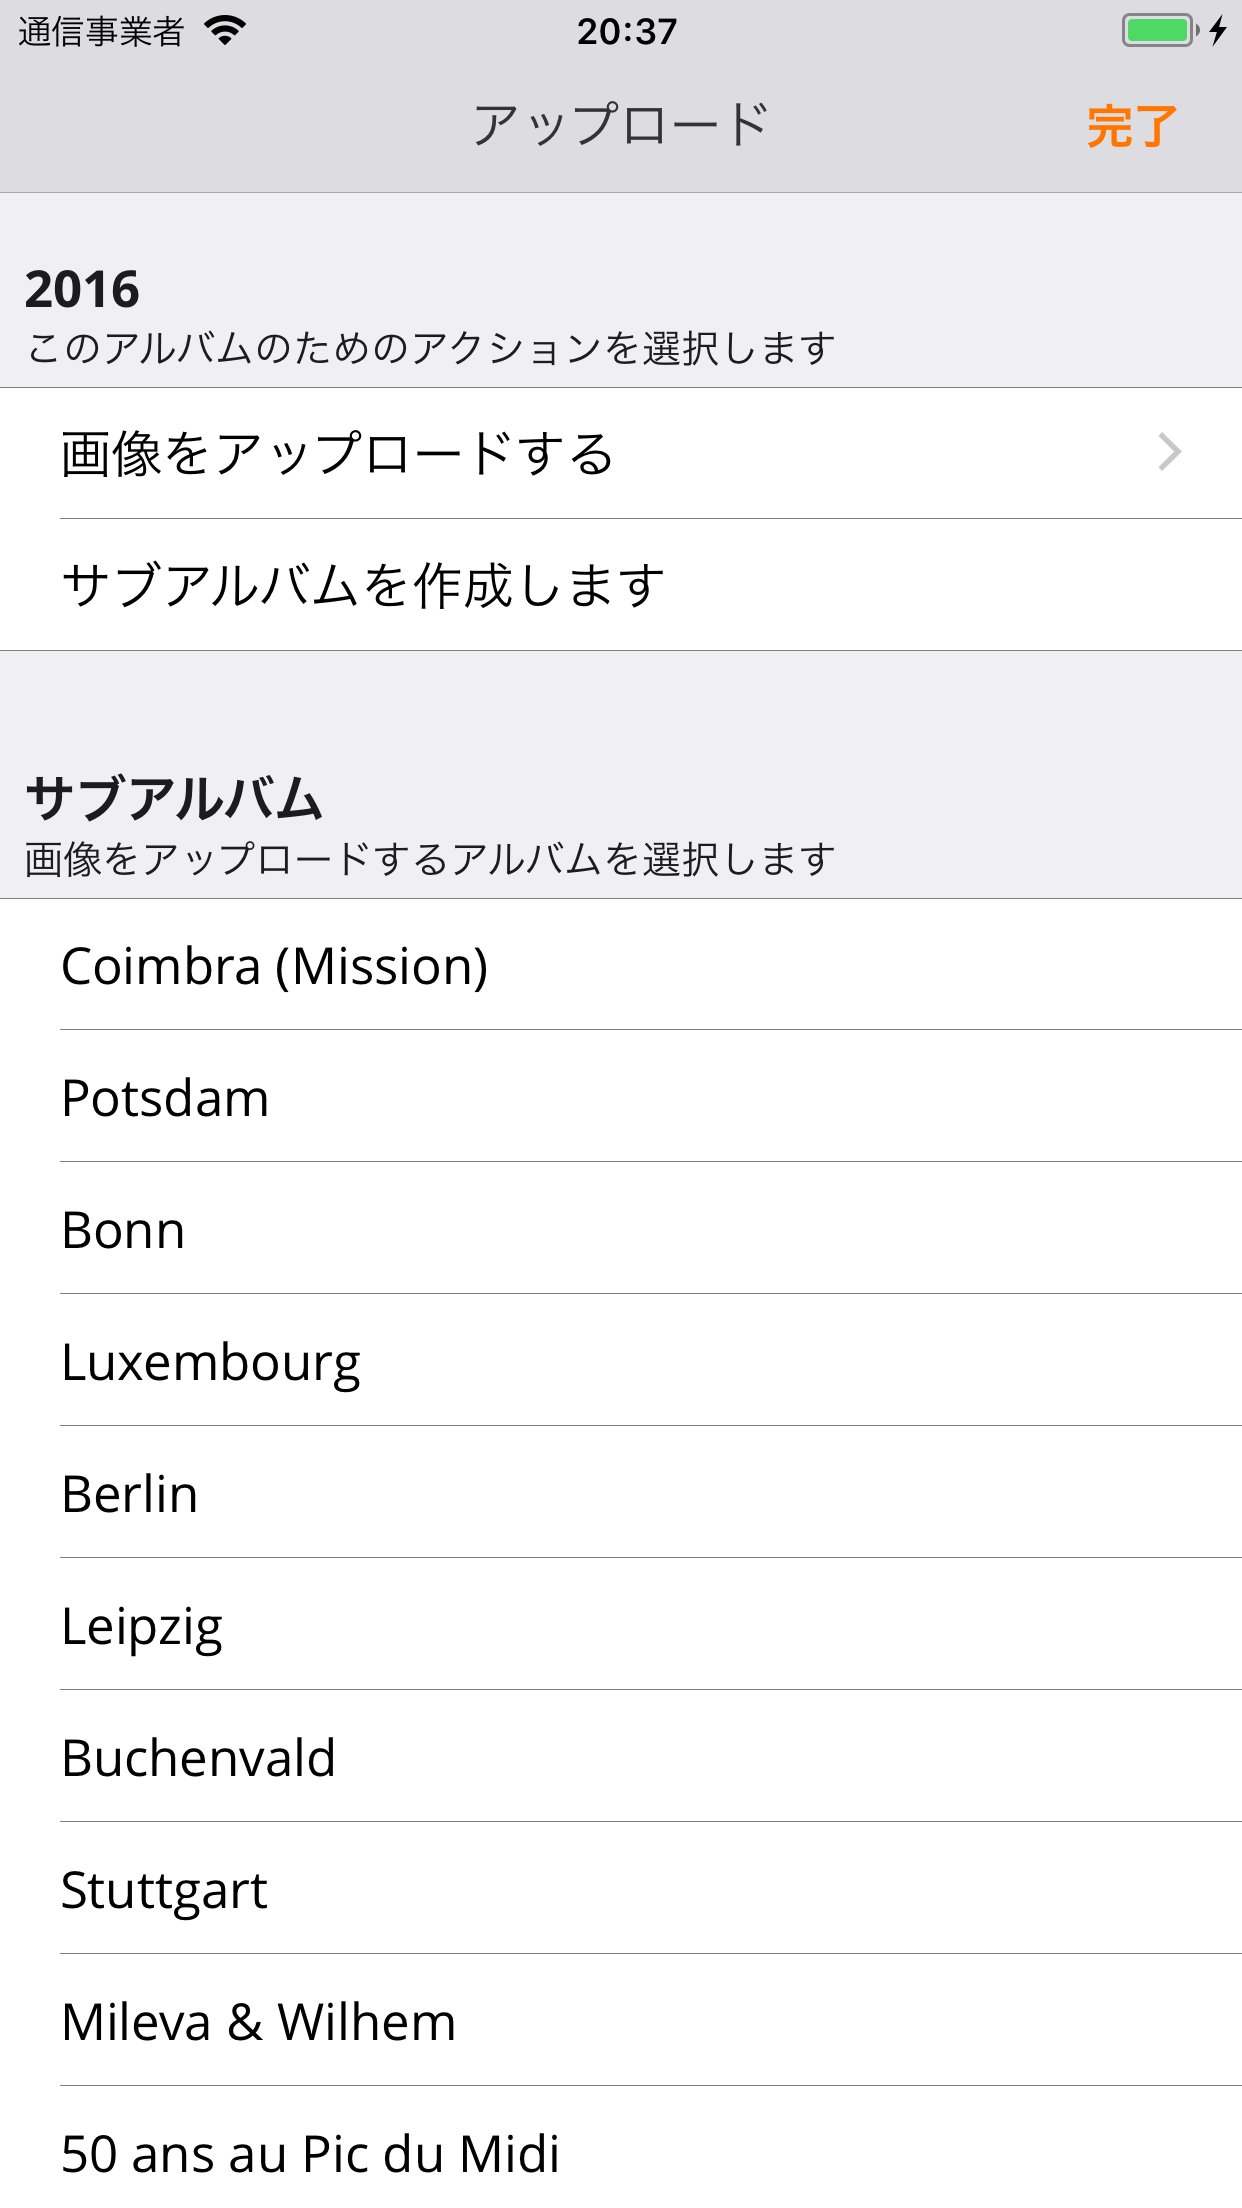 通信事業者 20:37
アップロード 完了
2016
このアルバムのためのアクションを選択します
画像をアップロードする
サブアルバムを作成します
サブアルバム
画像をアップロードするアルバムを選択します
Coimbra (Mission)
Potsdam
Bonn
Luxembourg
Berlin
Leipzig
Buchenvald
Stuttgart
Mileva & Wilhem
50 ans au Pic du Midi